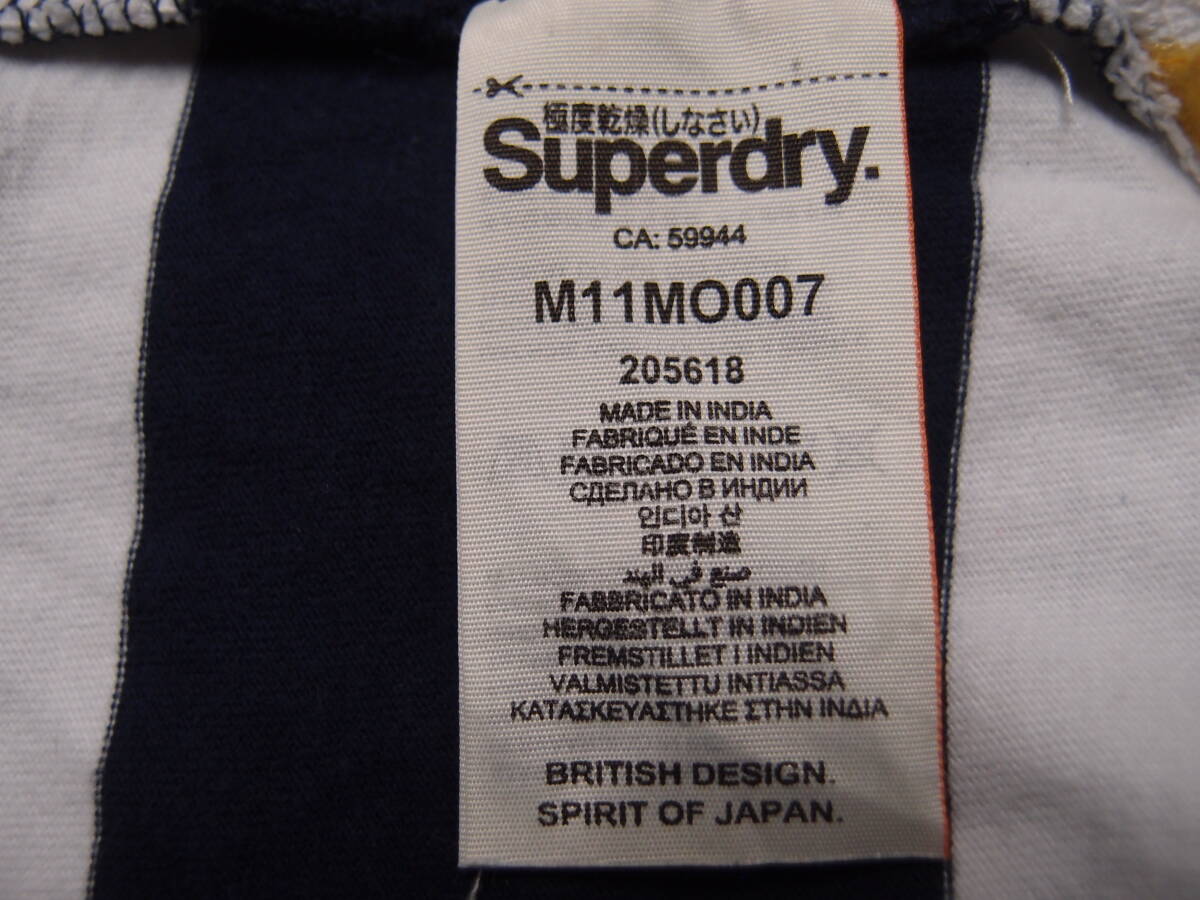 極度乾燥(しなさい)
Superdry.
CA: 59944
M11MO007
205618
MADE IN INDIA
FABRIQUÉ EN INDE
FABRICADO EN INDIA
СДЕЛАНО В ИНДИИ
인디아 산
印度制造
صنع في الهند
FABBRICATO IN INDIA
HERGESTELLT IN INDIEN
FREMSTILLET I INDIEN
VALMISTETTU INTIASSA
ΚΑΤΑΣΚΕΥΑΣΤΗΚΕ ΣΤΗΝ ΙΝΔΙΑ
BRITISH DESIGN.
SPIRIT OF JAPAN.